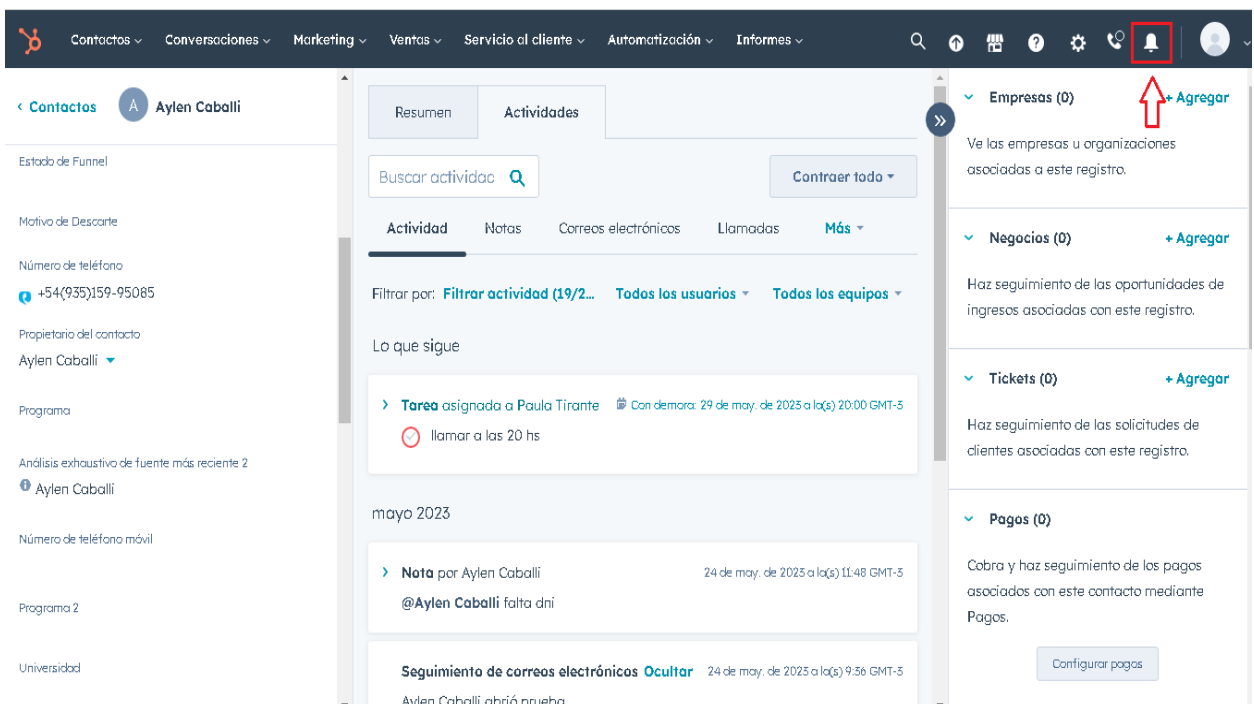 Contactos Conversaciones Marketing Ventas Servicio al cliente Automatización Informes
Contactos A Aylen Caballi
Estado de Funnel
Motivo de Descarte
Número de teléfono
+54(935)159-95085
Propietario del contacto
Aylen Caballi
Programa
Análisis exhaustivo de fuente más reciente 2
Aylen Caballi
Número de teléfono móvil
Programa 2
Universidad
Resumen Actividades
Buscar actividad
Contraer todo
Actividad Notas Correos electrónicos Llamadas Más
Filtrar por: Filtrar actividad (19/2... Todos los usuarios Todos los equipos
Lo que sigue
Tarea asignada a Paula Tirante Con demora: 29 de may. de 2023 a la(s) 20:00 GMT-3
llamar a las 20 hs
mayo 2023
Nota por Aylen Caballi 24 de may. de 2023 a la(s) 11:48 GMT-3
@Aylen Caballi falta dni
Seguimiento de correos electrónicos Ocultar 24 de may. de 2023 a la(s) 9:36 GMT-3
Aylen Caballi abrió prueba
Empresas (0) + Agregar
Ve las empresas u organizaciones
asociadas a este registro.
Negocios (0) + Agregar
Haz seguimiento de las oportunidades de
ingresos asociadas con este registro.
Tickets (0) + Agregar
Haz seguimiento de las solicitudes de
clientes asociadas con este registro.
Pagos (0)
Cobra y haz seguimiento de los pagos
asociados con este contacto mediante
Pagos.
Configurar pagos